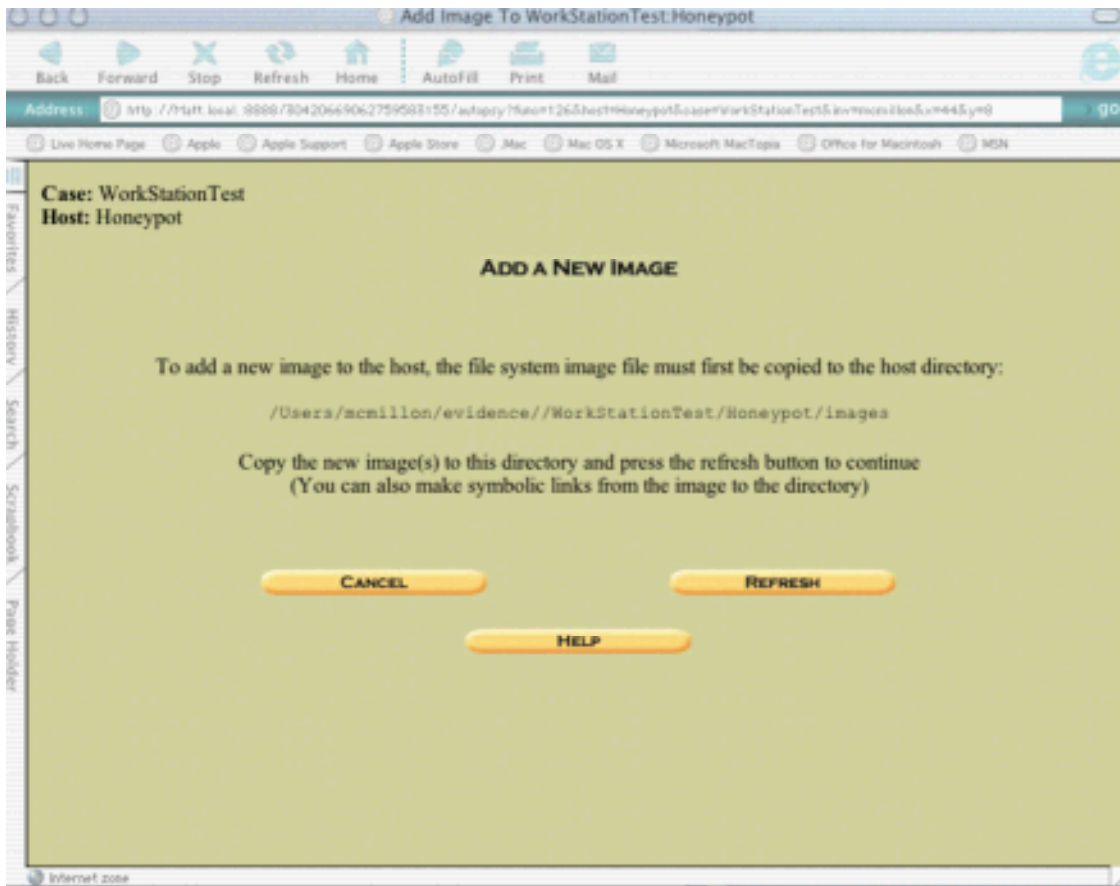 Add Image To WorkStationTest:Honeypot
Back Forward Stop Refresh Home AutoFill Print Mail
Address: go
Live Home Page Apple Apple Support Apple Store .Mac Mac OS X Microsoft MacTopia Office for Macintosh MSN
Favorites
History
Search
Scrapbook
Page Holder
Case: WorkStationTest
Host: Honeypot
ADD A NEW IMAGE
To add a new image to the host, the file system image file must first be copied to the host directory:
/Users/mcmillon/evidence//WorkStationTest/Honeypot/images
Copy the new image(s) to this directory and press the refresh button to continue
(You can also make symbolic links from the image to the directory)
CANCEL REFRESH
HELP
Internet zone